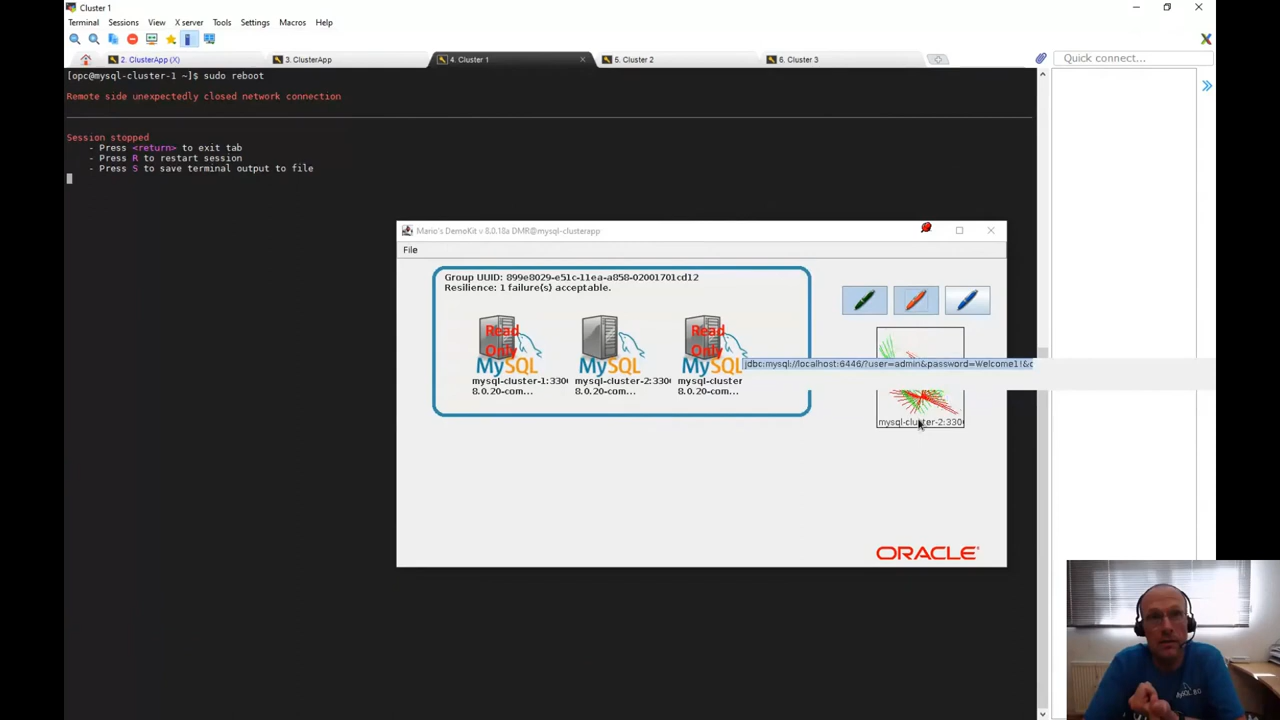 Cluster 1
Terminal Sessions View X server Tools Settings Macros Help
2. ClusterApp (X) 3. ClusterApp 4. Cluster 1 5. Cluster 2 6. Cluster 3 Quick connect...
[opc@mysql-cluster-1 ~]$ sudo reboot
Remote side unexpectedly closed network connection
Session stopped
- Press <return> to exit tab
- Press R to restart session
- Press S to save terminal output to file
Mario's DemoKit v 8.0.18a DMR@mysql-clusterapp
File
Group UUID: 899e8029-e51c-11ea-a858-02001701cd12
Resilience: 1 failure(s) acceptable.
Read Only
MySQL
mysql-cluster-1:330
8.0.20-com...
MySQL
mysql-cluster-2:330
8.0.20-com...
Read Only
MySQL
mysql-cluster
8.0.20-com...
jdbc:mysql://localhost:6446/?user=admin&password=Welcome1!&c
mysql-cluster-2:330
ORACLE